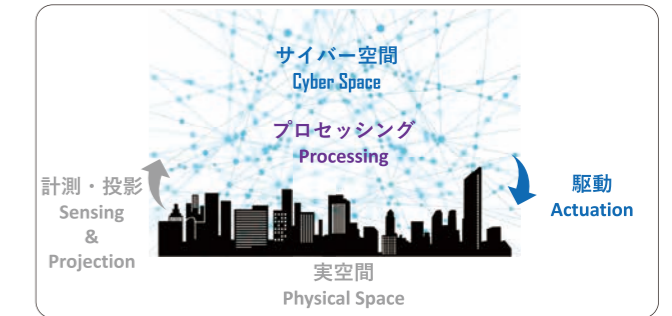 サイバー空間
Cyber Space
プロセッシング
Processing
計測・投影
Sensing
&
Projection
駆動
Actuation
実空間
Physical Space